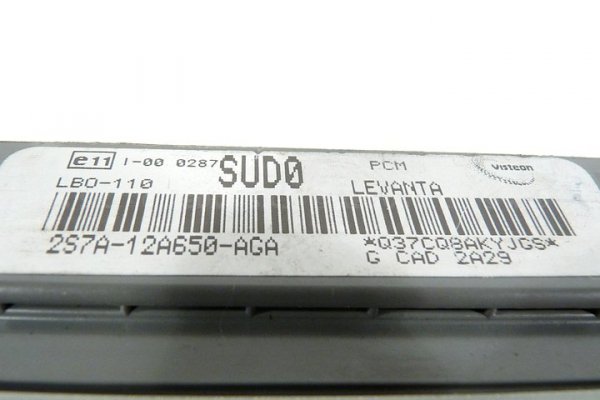 e11 I-00 0287 SUD0 PCM Visteon
LBO-110 LEVANTA
2S7A-12A650-AGA *Q37CQ8AKYJGS*
G CAD 2A29